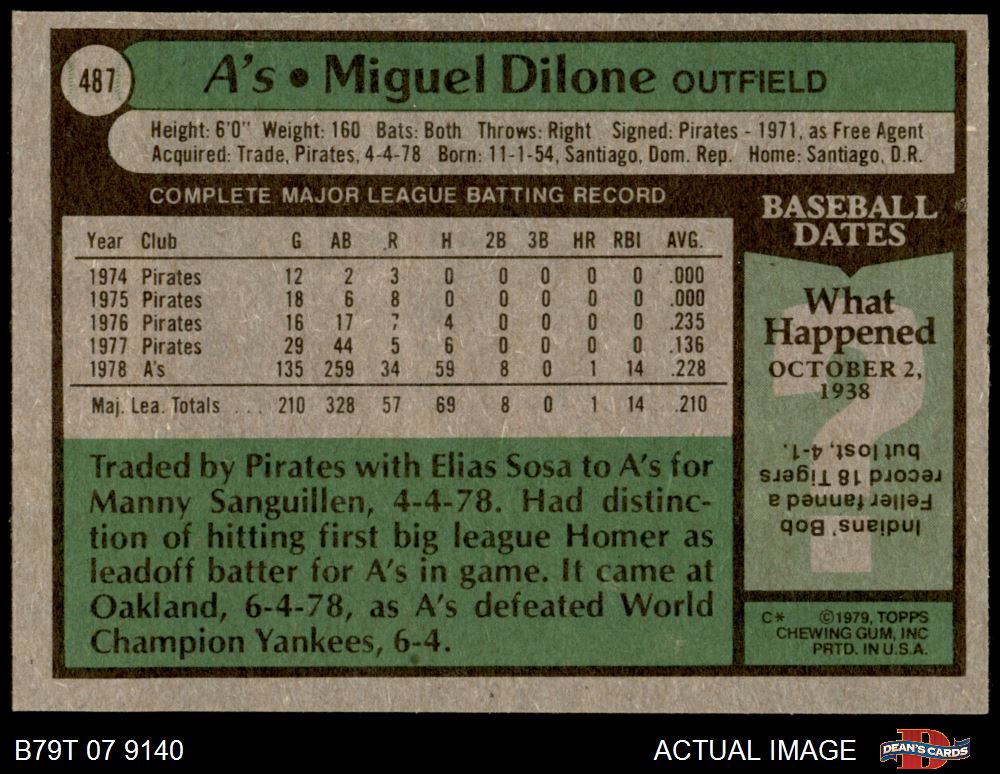 487
A's • Miguel Dilone OUTFIELD
Height: 6'0" Weight: 160 Bats: Both Throws: Right Signed: Pirates - 1971, as Free Agent
Acquired: Trade, Pirates, 4-4-78 Born: 11-1-54, Santiago, Dom. Rep. Home: Santiago, D.R.
COMPLETE MAJOR LEAGUE BATTING RECORD
Year Club G AB R H 2B 3B HR RBI AVG.
1974 Pirates 12 2 3 0 0 0 0 0 .000
1975 Pirates 18 6 8 0 0 0 0 0 .000
1976 Pirates 16 17 7 4 0 0 0 0 .235
1977 Pirates 29 44 5 6 0 0 0 0 .136
1978 A's 135 259 34 59 8 0 1 14 .228
Maj. Lea. Totals ... 210 328 57 69 8 0 1 14 .210
Traded by Pirates with Elias Sosa to A's for
Manny Sanguillen, 4-4-78. Had distinc-
tion of hitting first big league Homer as
leadoff batter for A's in game. It came at
Oakland, 6-4-78, as A's defeated World
Champion Yankees, 6-4.
BASEBALL
DATES
What
Happened
OCTOBER 2,
1938
Indians' Bob
Feller fanned a
record 18 Tigers
but lost, 4-1.
C* ©1979, TOPPS
CHEWING GUM, INC
PRTD. IN U.S.A.
B79T 07 9140
ACTUAL IMAGE
DEAN'S CARDS